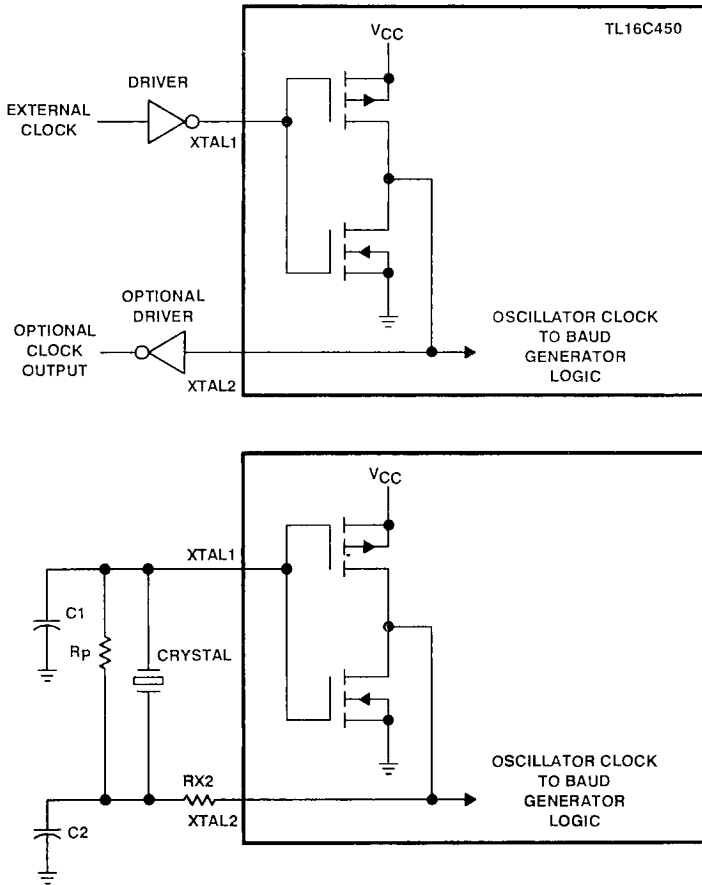 TL16C450
VCC
DRIVER
EXTERNAL
CLOCK
XTAL1
OPTIONAL
DRIVER
OPTIONAL
CLOCK
OUTPUT
XTAL2
OSCILLATOR CLOCK
TO BAUD
GENERATOR
LOGIC
VCC
XTAL1
C1
Rp
CRYSTAL
RX2
XTAL2
C2
OSCILLATOR CLOCK
TO BAUD
GENERATOR
LOGIC